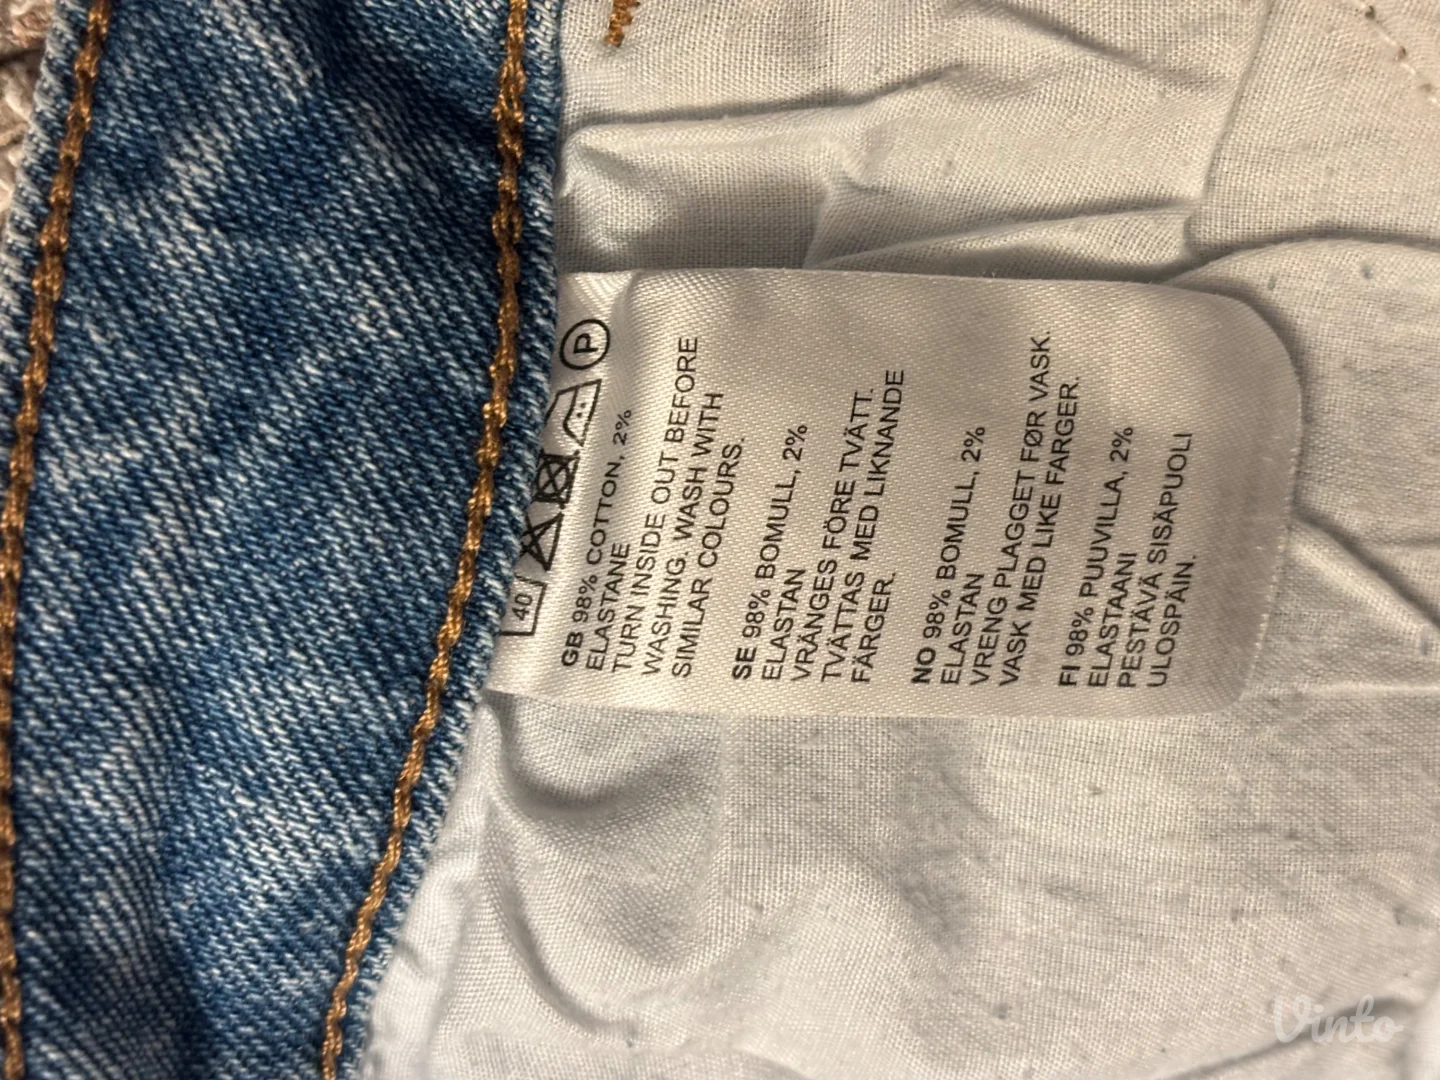 40 P
GB 98% COTTON, 2%
ELASTANE
TURN INSIDE OUT BEFORE
WASHING. WASH WITH
SIMILAR COLOURS.
SE 98% BOMULL, 2%
ELASTAN
VRÄNGES FÖRE TVÄTT.
TVÄTTAS MED LIKNANDE
FÄRGER.
NO 98% BOMULL, 2%
ELASTAN
VRENG PLAGGET FØR VASK.
VASK MED LIKE FARGER.
FI 98% PUUVILLA, 2%
ELASTAANI
PESTÄVÄ SISÄPUOLI
ULOSPÄIN.
Vinto